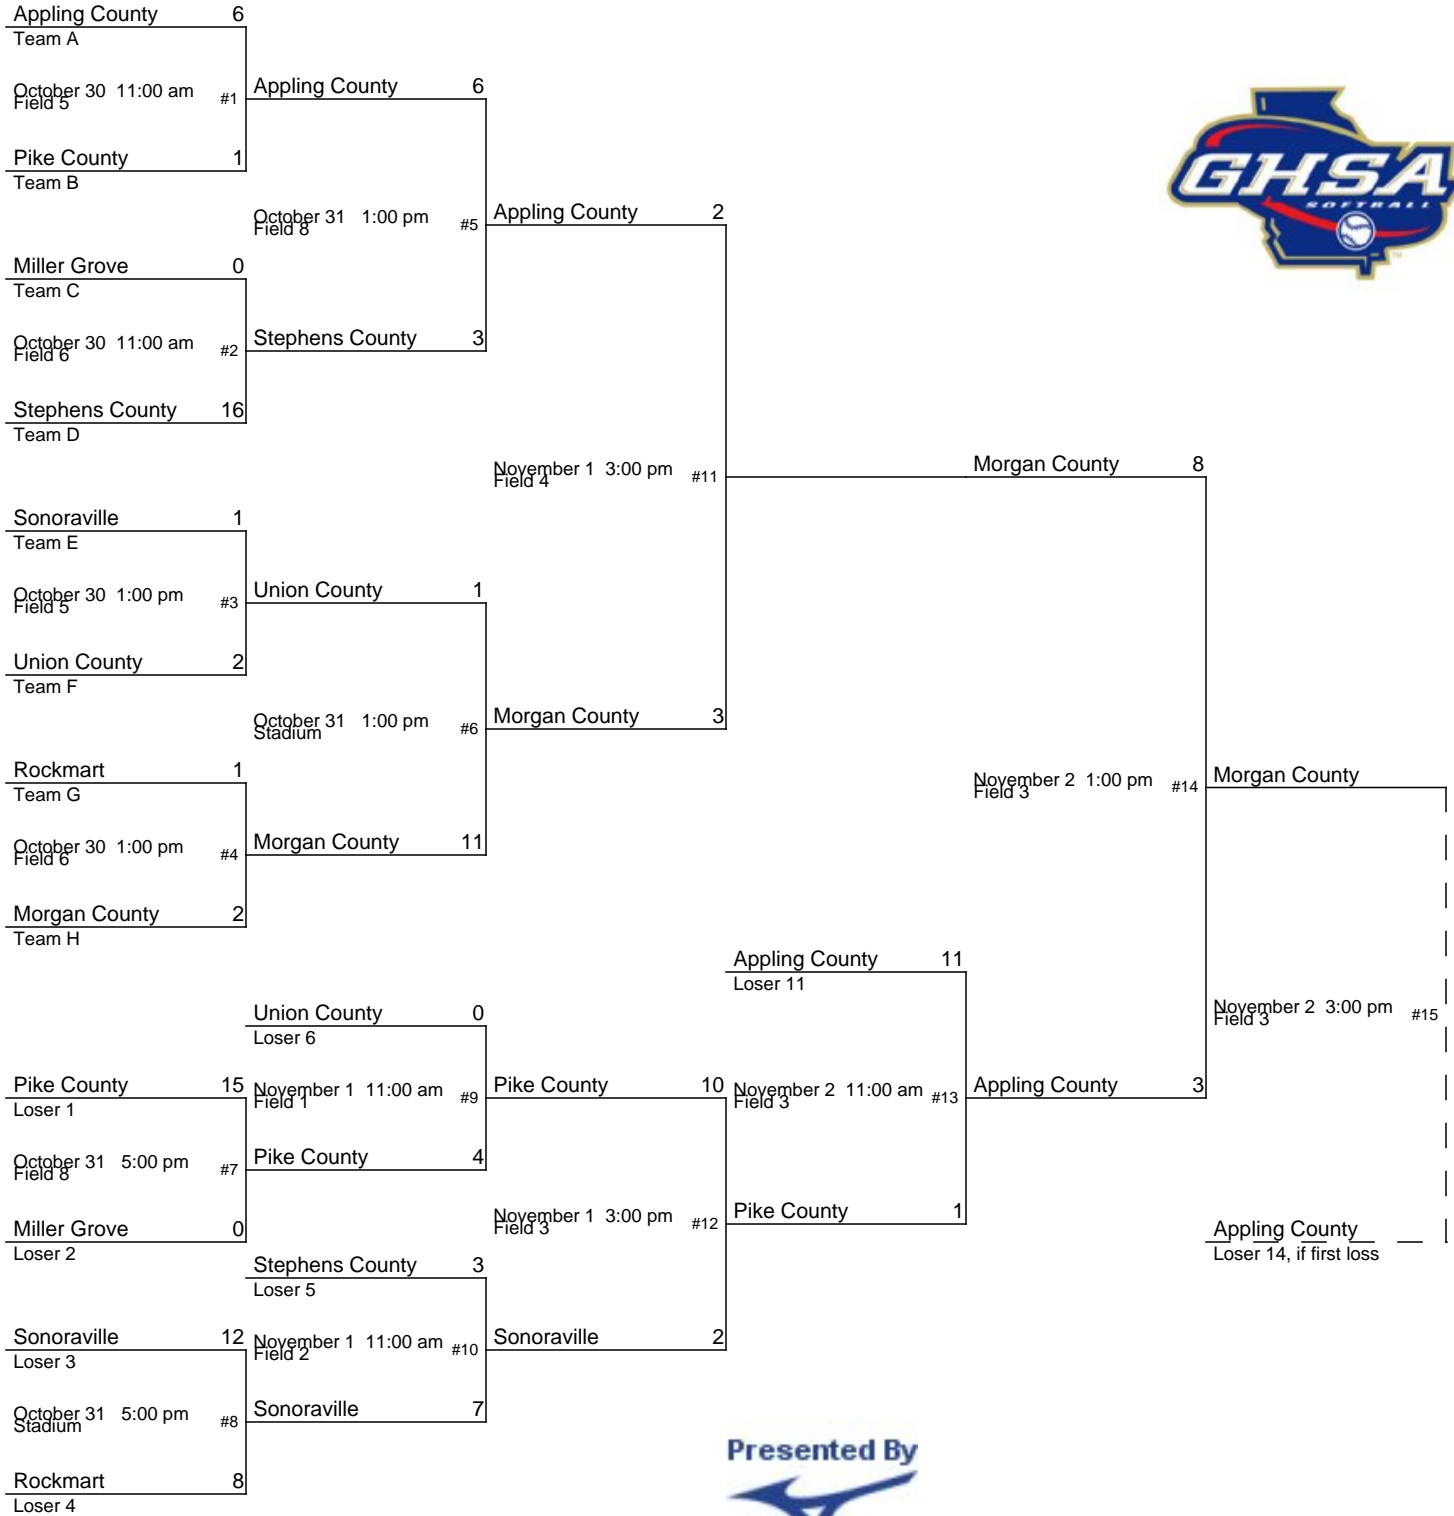 Appling County 6
Team A
October 30 11:00 am
Field 5
#1
Pike County 1
Team B
Appling County 6
Miller Grove 0
Team C
October 30 11:00 am
Field 6
#2
Stephens County 16
Team D
October 31 1:00 pm
Field 8
#5
Stephens County 3
Appling County 2
GHSA
SOFTBALL
TM
Sonoraville 1
Team E
October 30 1:00 pm
Field 5
#3
Union County 2
Team F
Union County 1
November 1 3:00 pm
Field 4
#11
Morgan County 8
Rockmart 1
Team G
October 30 1:00 pm
Field 6
#4
Morgan County 2
Team H
October 31 1:00 pm
Stadium
#6
Morgan County 11
Morgan County 3
November 2 1:00 pm
Field 3
#14
Morgan County
Appling County 11
Loser 11
Union County 0
Loser 6
Pike County 15
Loser 1
October 31 5:00 pm
Field 8
#7
Miller Grove 0
Loser 2
November 1 11:00 am
Field 1
#9
Pike County 4
Pike County 10
November 2 11:00 am
Field 3
#13
Appling County 3
November 2 3:00 pm
Field 3
#15
November 1 3:00 pm
Field 3
#12
Pike County 1
Appling County
Loser 14, if first loss
Stephens County 3
Loser 5
Sonoraville 12
Loser 3
October 31 5:00 pm
Stadium
#8
Rockmart 8
Loser 4
November 1 11:00 am
Field 2
#10
Sonoraville 7
Sonoraville 2
Presented By